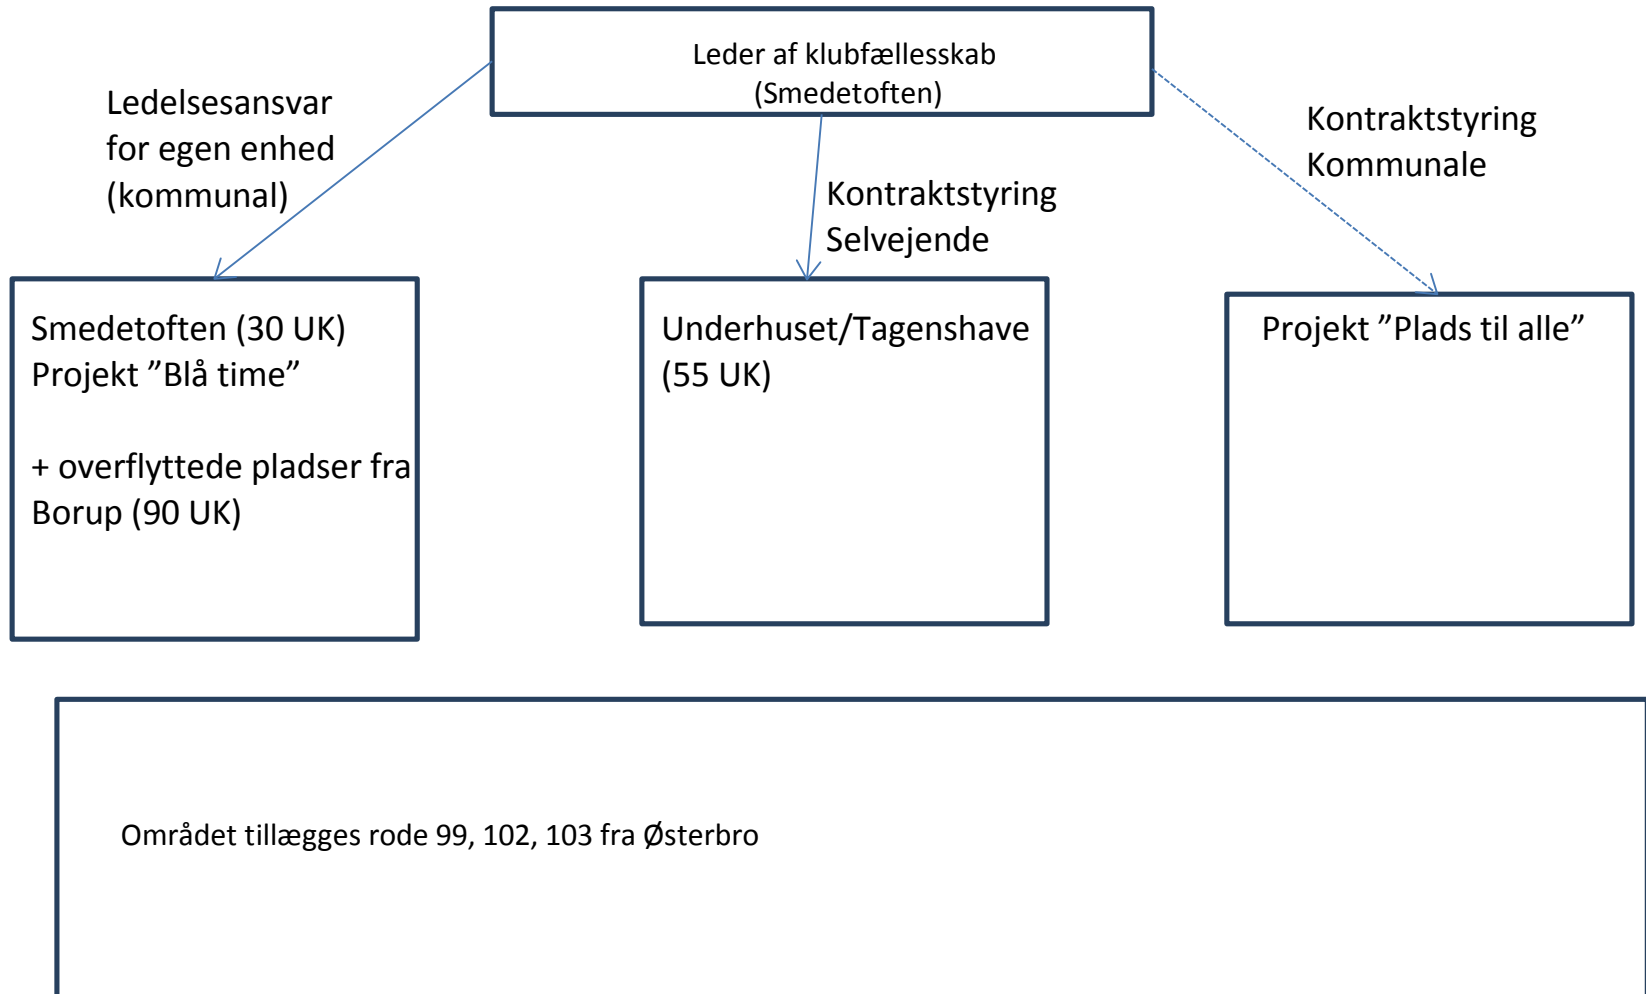 Leder af klubfællesskab
(Smedetoften)
Ledelsesansvar
for egen enhed
(kommunal)
Kontraktstyring
Selvejende
Kontraktstyring
Kommunale
Smedetoften (30 UK)
Projekt ”Blå time”
+ overflyttede pladser fra
Borup (90 UK)
Underhuset/Tagenshave
(55 UK)
Projekt ”Plads til alle”
Området tillægges rode 99, 102, 103 fra Østerbro